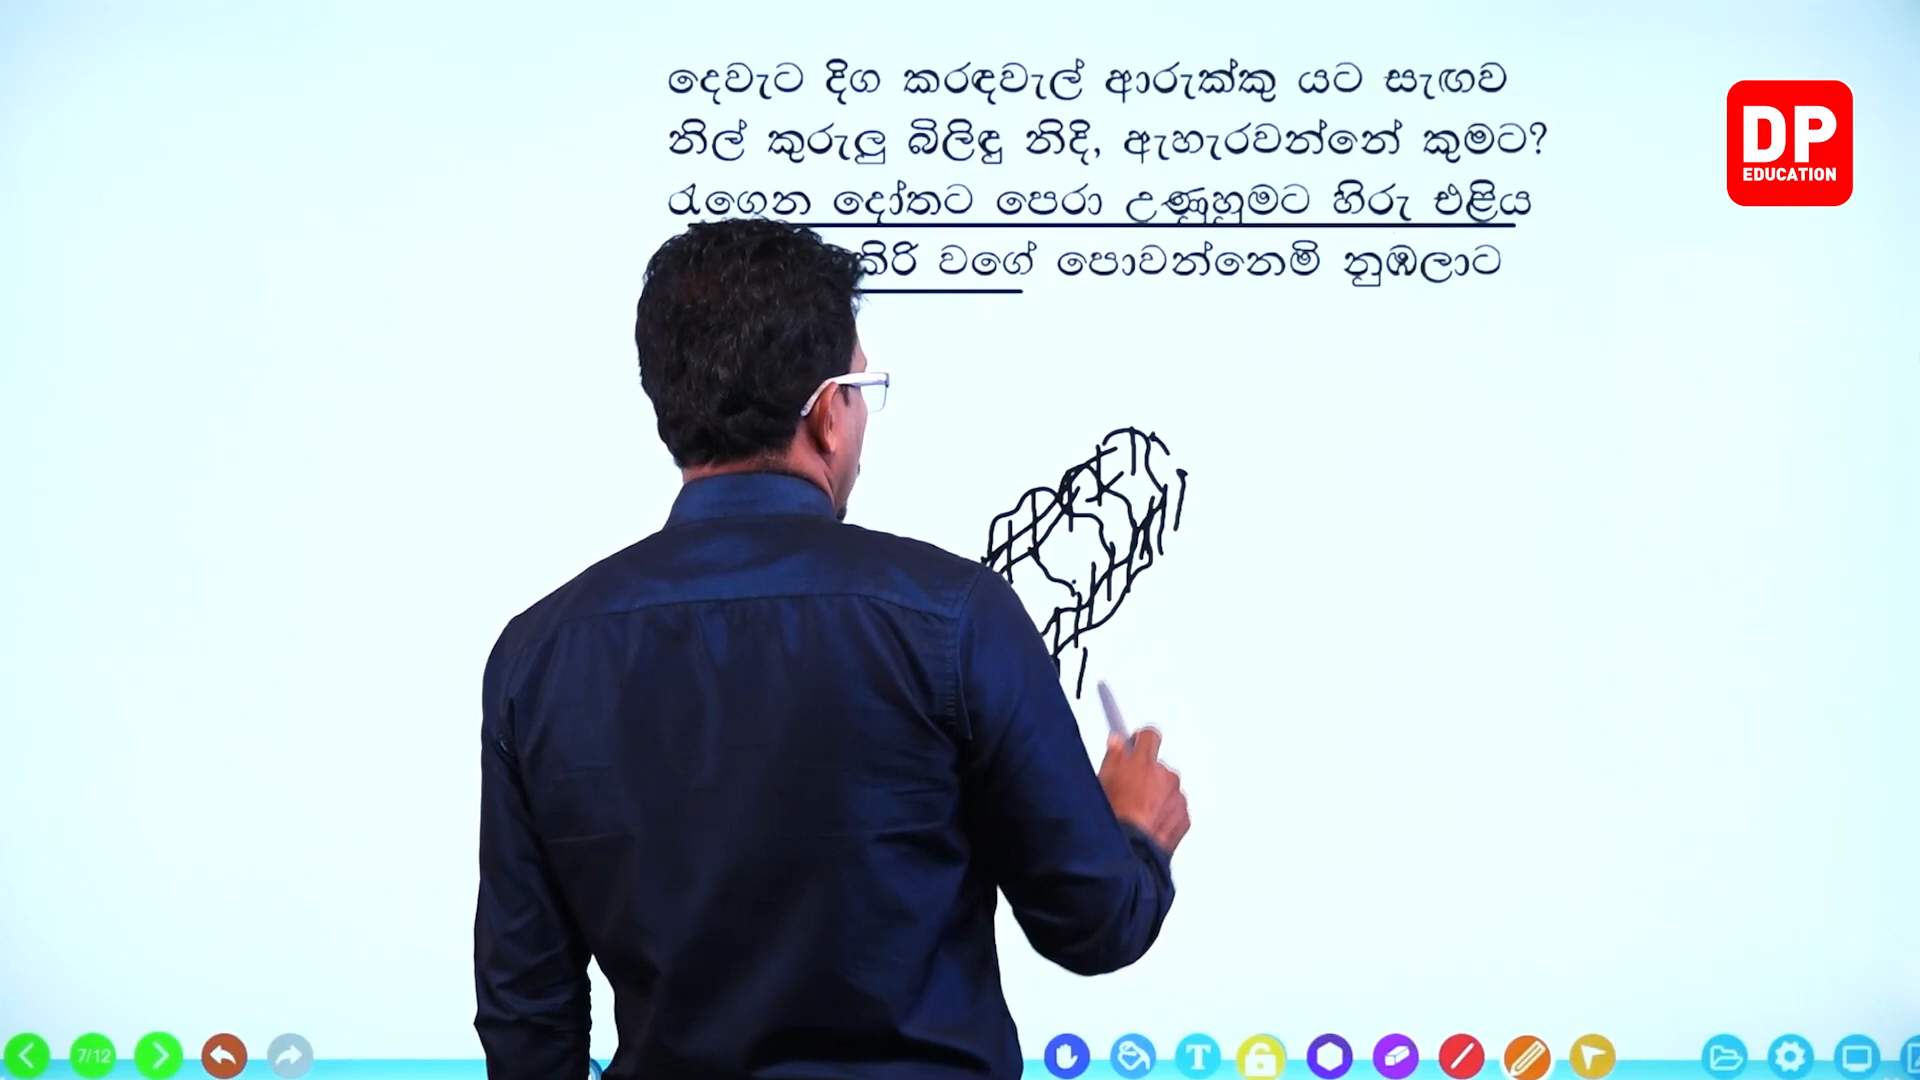 දෙවැට දිග කරඳවැල් ආරුක්කු යට සැඟව
නිල් කුරුලු බිලිඳු නිදි, ඇහැරවන්නේ කුමට?
රැගෙන දෝතට පෙරා උණුහුමට හිරු එළිය
කිරි වගේ පොවන්නෙමි නුඹලාට
DP
EDUCATION
7/12
T